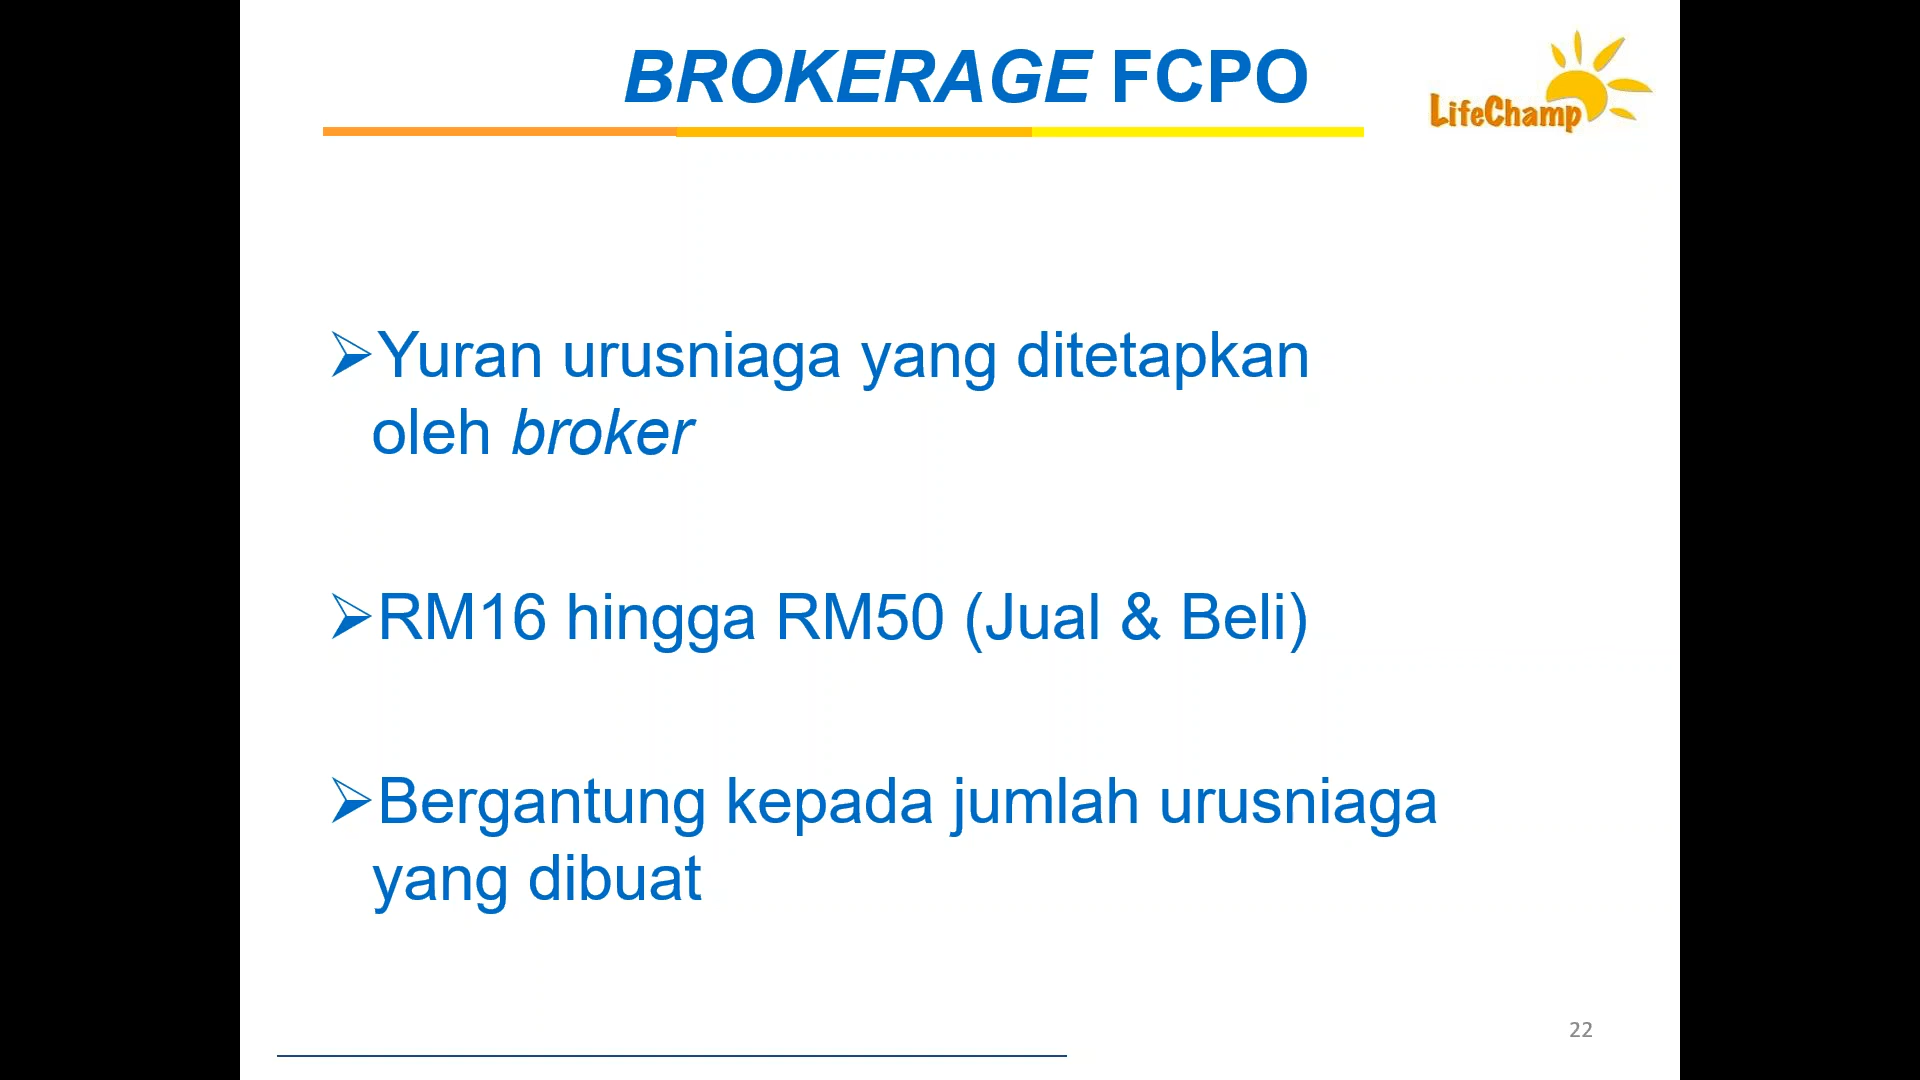 BROKERAGE FCPO
LifeChamp
➢Yuran urusniaga yang ditetapkan
oleh broker
➢RM16 hingga RM50 (Jual & Beli)
➢Bergantung kepada jumlah urusniaga
yang dibuat
22